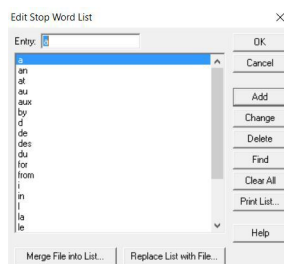 Edit Stop Word List
Entry: a
OK
Cancel
Add
Change
Delete
Find
Clear All
Print List...
Help
a
an
at
au
aux
by
d
de
des
du
for
from
i
in
l
la
le
Merge File into List...
Replace List with File...